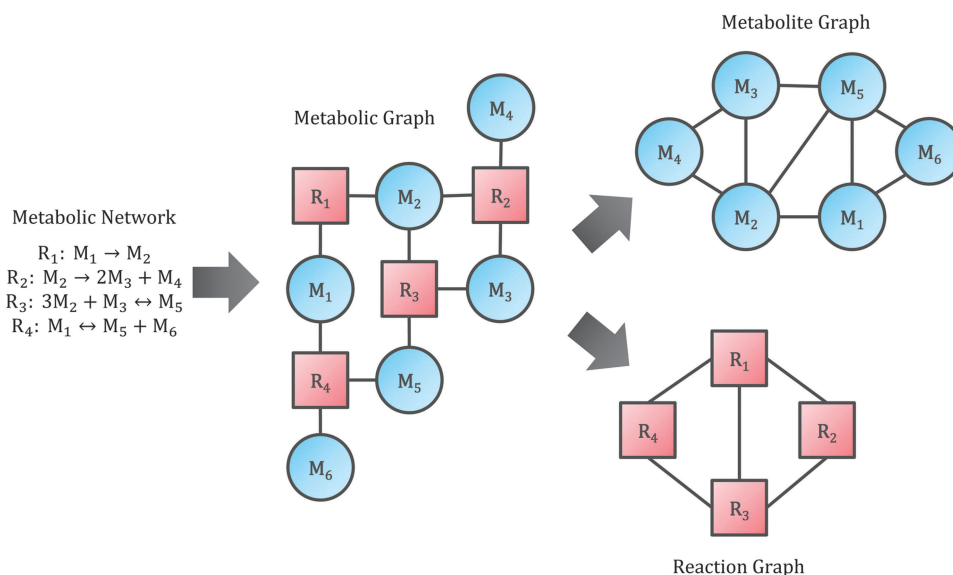 Metabolic Network
R₁: M₁ → M₂
R₂: M₂ → 2M₃ + M₄
R₃: 3M₂ + M₃ ↔ M₅
R₄: M₁ ↔ M₅ + M₆
Metabolic Graph
M₄
R₁ M₂ R₂
M₁ R₃ M₃
R₄ M₅
M₆
Metabolite Graph
M₃ M₅
M₄ M₆
M₂ M₁
R₁
R₄ R₂
R₃
Reaction Graph